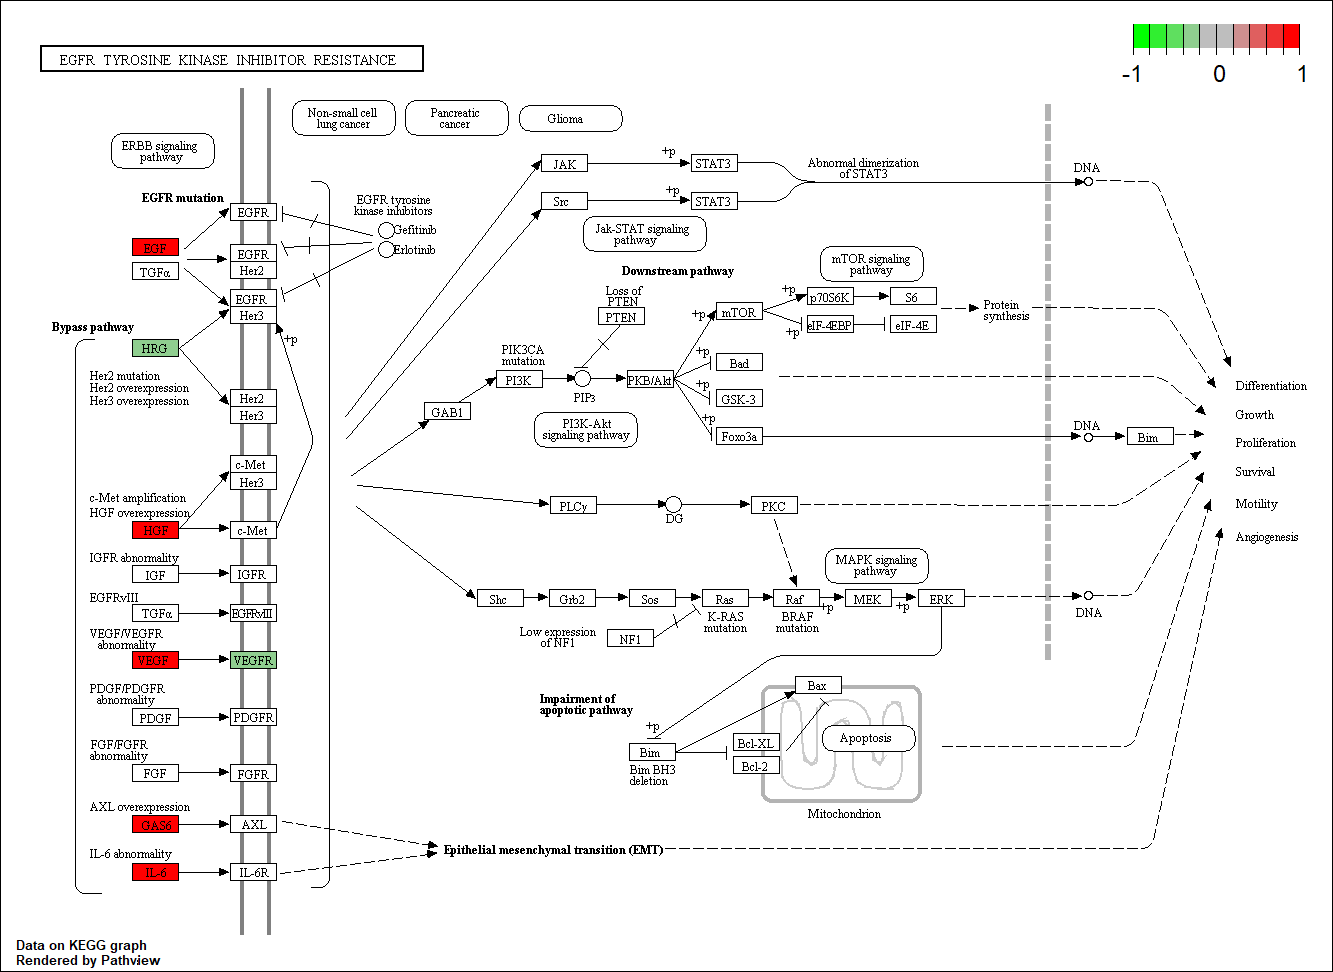 EGFR TYROSINE KINASE INHIBITOR RESISTANCE
-1 0 1
Non-small cell
lung cancer
Pancreatic
cancer
Glioma
ERBB signaling
pathway
EGFR mutation
EGF
TGFα
EGFR
EGFR
Her2
EGFR
Her3
EGFR tyrosine
kinase inhibitors
Gefitinib
Erlotinib
Bypass pathway
HRG
+p
Her2 mutation
Her2 overexpression
Her3 overexpression
Her2
Her3
c-Met
Her3
c-Met amplification
HGF overexpression
HGF
c-Met
IGFR abnormality
IGF
IGFR
EGFRvIII
TGFα
EGFRvIII
VEGF/VEGFR
abnormality
VEGF
VEGFR
PDGF/PDGFR
abnormality
PDGF
PDGFR
FGF/FGFR
abnormality
FGF
FGFR
AXL overexpression
GAS6
AXL
IL-6 abnormality
IL-6
IL-6R
JAK
+p
STAT3
Src
+p
STAT3
Abnormal dimerization
of STAT3
DNA
Jak-STAT signaling
pathway
Downstream pathway
mTOR signaling
pathway
Loss of
PTEN
PTEN
+p
mTOR
+p
p70S6K
S6
+p
eIF-4EBP
eIF-4E
Protein
synthesis
PIK3CA
mutation
PI3K
PIP3
PKB/Akt
+p
Bad
+p
GSK-3
+p
Foxo3a
DNA
Bim
GAB1
PI3K-Akt
signaling pathway
PLCγ
DG
PKC
MAPK signaling
pathway
Shc
Grb2
Sos
Ras
Raf
+p
MEK
+p
ERK
DNA
K-RAS
mutation
BRAF
mutation
Low expression
of NF1
NF1
Impairment of
apoptotic pathway
+p
Bim
Bim BH3
deletion
Bax
Bcl-XL
Bcl-2
Apoptosis
Mitochondrion
Epithelial mesenchymal transition (EMT)
Differentiation
Growth
Proliferation
Survival
Motility
Angiogenesis
Data on KEGG graph
Rendered by Pathview